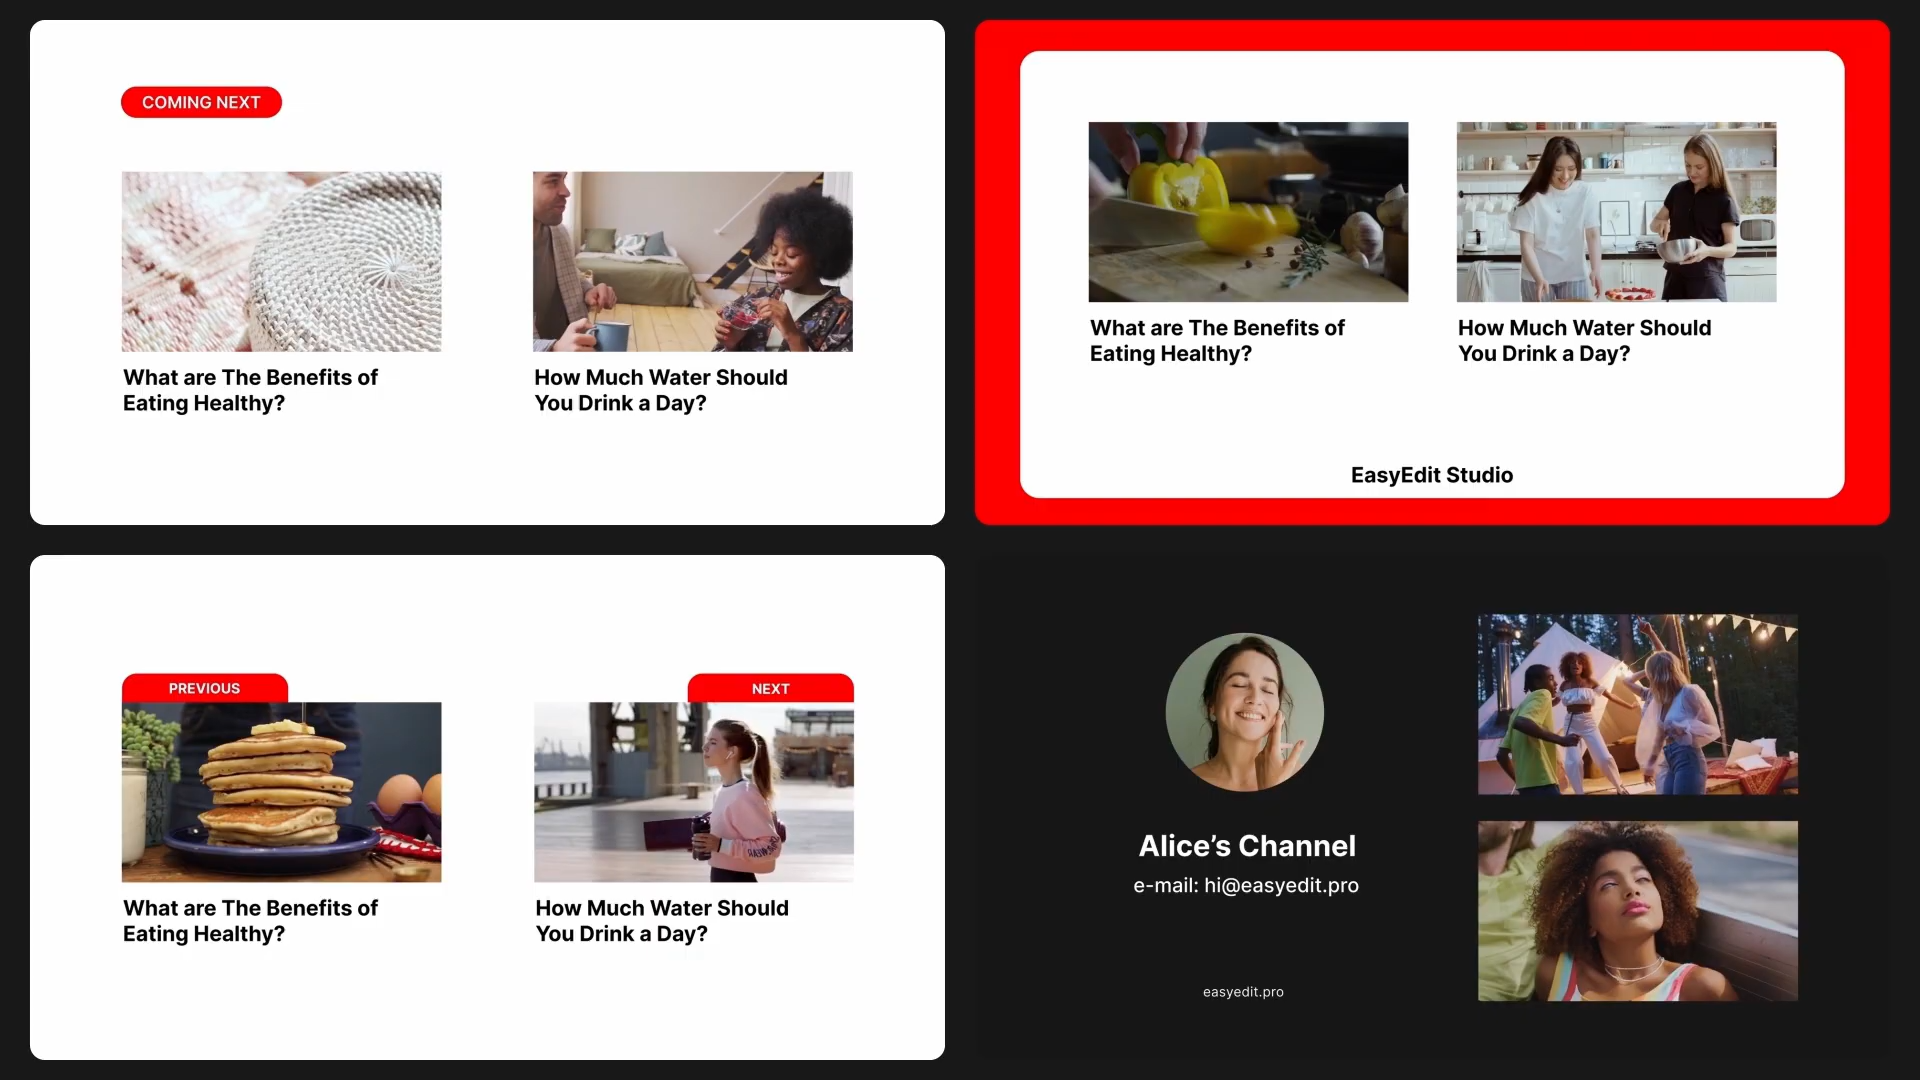 COMING NEXT
What are The Benefits of
Eating Healthy?
How Much Water Should
You Drink a Day?
What are The Benefits of
Eating Healthy?
How Much Water Should
You Drink a Day?
EasyEdit Studio
PREVIOUS
What are The Benefits of
Eating Healthy?
NEXT
How Much Water Should
You Drink a Day?
Alice’s Channel
e-mail: hi@easyedit.pro
easyedit.pro